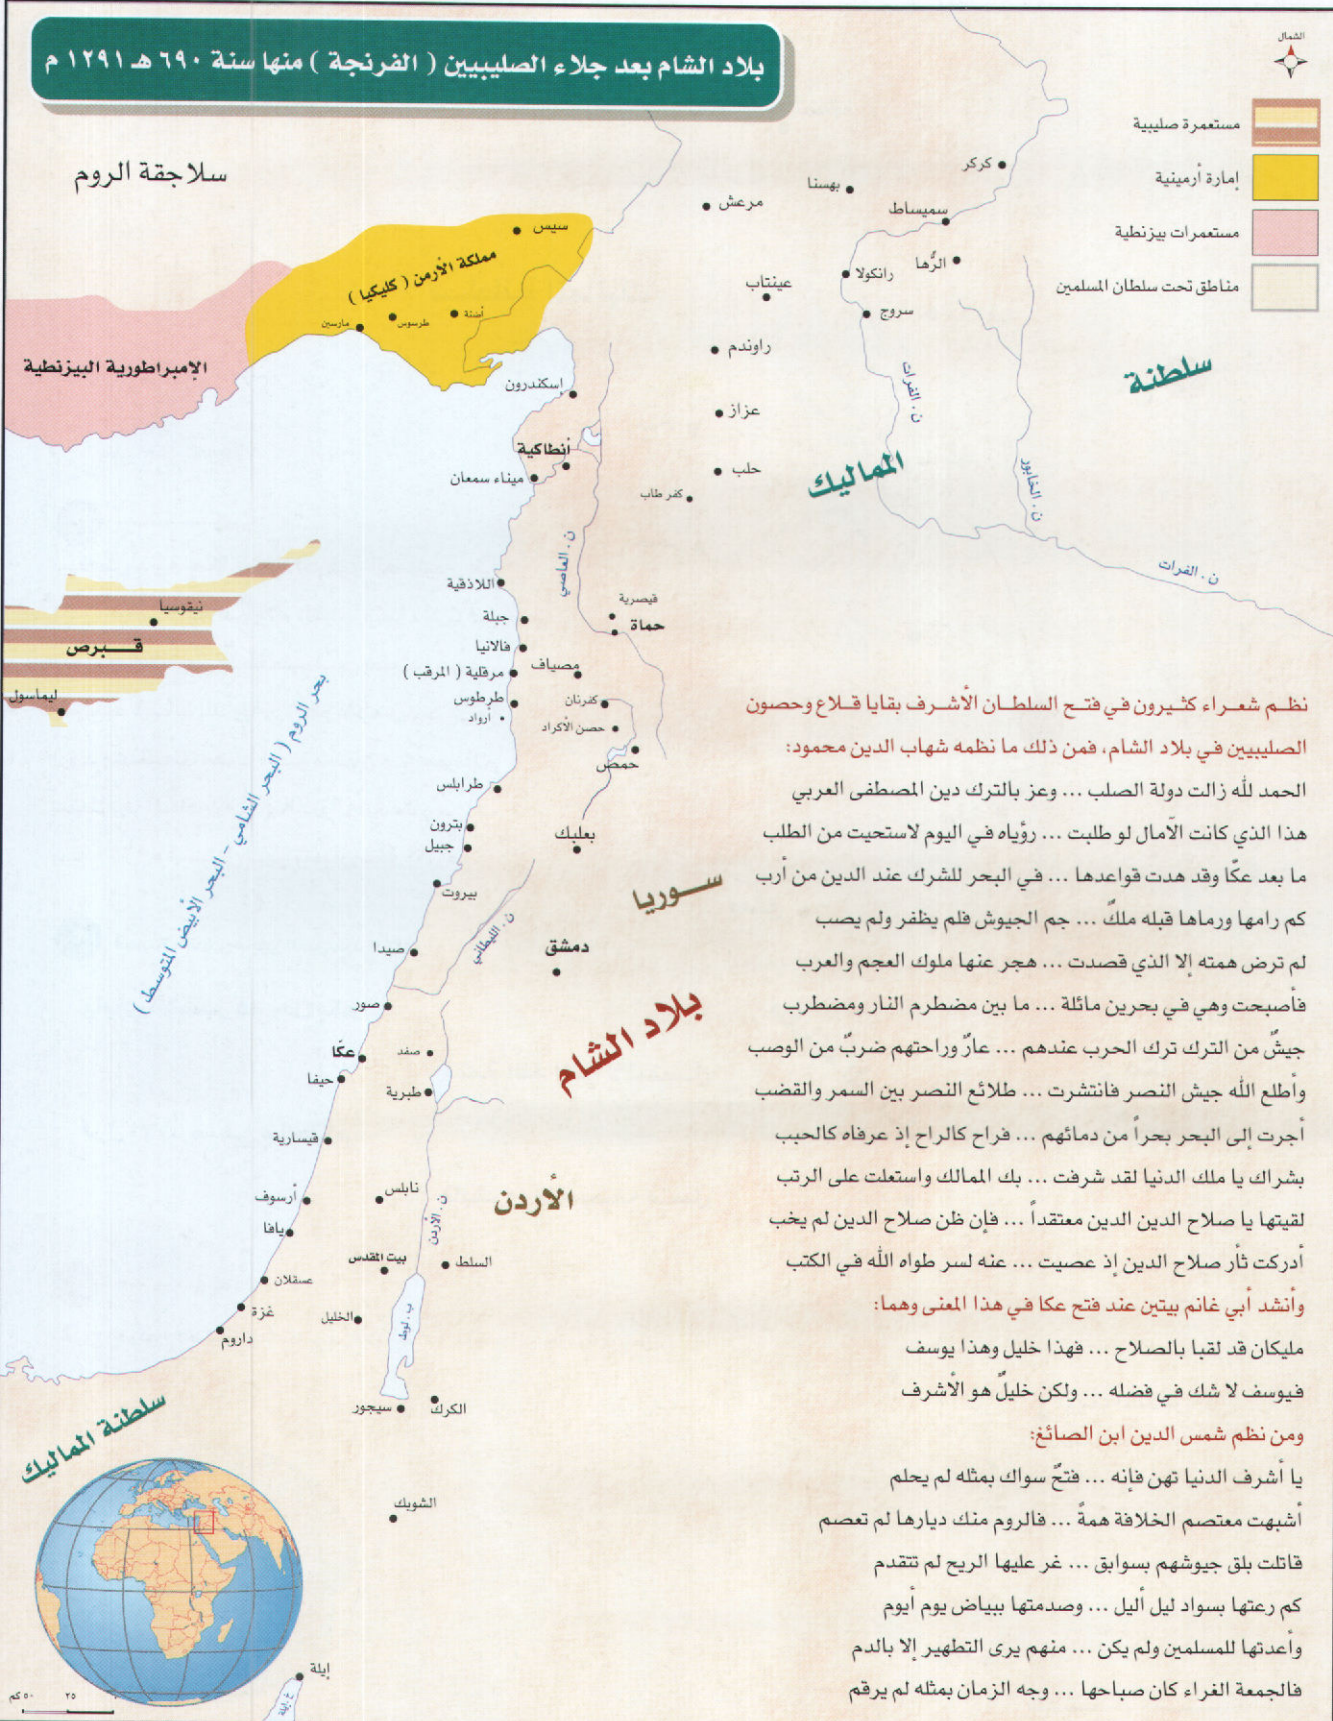 بلاد الشام بعد جلاء الصليبيين ( الفرنجة ) منها سنة ٦٩٠ هـ ١٢٩١ م
الشمال
مستعمرة صليبية
إمارة أرمينية
مستعمرات بيزنطية
مناطق تحت سلطان المسلمين
سلاجقة الروم
كركر
بهسنا
مرعش
سميساط
سيس
مملكة الأرمن ( كليكيا )
الرُّها
رانكولا
عينتاب
سروج
أضنة
طرسوس
مارسين
راوندم
الإمبراطورية البيزنطية
سلطنة
المماليك
ن . الفرات
ن . الخابور
ن . الفرات
اسكندرون
عزاز
أنطاكية
حلب
ميناء سمعان
كفر طاب
ن . العاصي
اللاذقية
قيصرية
جبلة
حماة
نيقوسيا
قبرص
ليماسول
فالانيا
مصياف
مرقلية ( المرقب )
طرطوس
كفرنان
أرواد
حصن الأكراد
حمص
بحر الروم ( البحر الشامي - البحر الأبيض المتوسط )
طرابلس
بترون
جبيل
بعلبك
بيروت
سوريا
ن . الليطاني
صيدا
دمشق
صور
بلاد الشام
عكّا
صفد
حيفا
طبرية
قيسارية
أرسوف
نابلس
الأردن
ن . الأردن
يافا
بيت المقدس
السلط
عسقلان
غزة
الخليل
ب . لوط
داروم
سيجور
الكرك
سلطنة المماليك
الشوبك
إيلة
خ . إيلة
٢٥
٥٠ كم
نظم شعراء كثيرون في فتح السلطان الأشرف بقايا قلاع وحصون
الصليبيين في بلاد الشام، فمن ذلك ما نظمه شهاب الدين محمود:
الحمد لله زالت دولة الصلب ... وعز بالترك دين المصطفى العربي
هذا الذي كانت الآمال لو طلبت ... رؤياه في اليوم لاستحيت من الطلب
ما بعد عكّا وقد هدت قواعدها ... في البحر للشرك عند الدين من أرب
كم رامها ورماها قبله ملكٌ ... جم الجيوش فلم يظفر ولم يصب
لم ترض همته إلا الذي قصدت ... هجر عنها ملوك العجم والعرب
فأصبحت وهي في بحرين مائلة ... ما بين مضطرم النار ومضطرب
جيشٌ من الترك ترك الحرب عندهم ... عارٌ وراحتهم ضربٌ من الوصب
وأطلع الله جيش النصر فانتشرت ... طلائع النصر بين السمر والقضب
أجرت إلى البحر بحراً من دمائهم ... فراح كالراح إذ عرفاه كالحبب
بشراك يا ملك الدنيا لقد شرفت ... بك الممالك واستعلت على الرتب
لقيتها يا صلاح الدين الدين معتقداً ... فإن ظن صلاح الدين لم يخب
أدركت ثأر صلاح الدين إذ عصيت ... عنه لسر طواه الله في الكتب
وأنشد أبي غانم بيتين عند فتح عكا في هذا المعنى وهما:
مليكان قد لقبا بالصلاح ... فهذا خليل وهذا يوسف
فيوسف لا شك في فضله ... ولكن خليلٌ هو الأشرف
ومن نظم شمس الدين ابن الصائغ:
يا أشرف الدنيا تهن فإنه ... فتحٌ سواك بمثله لم يحلم
أشبهت معتصم الخلافة همةً ... فالروم منك ديارها لم تعصم
قاتلت بلق جيوشهم بسوابق ... غر عليها الريح لم تتقدم
كم رعتها بسواد ليل أليل ... وصدمتها ببياض يوم أيوم
وأعدتها للمسلمين ولم يكن ... منهم يرى التطهير إلا بالدم
فالجمعة الغراء كان صباحها ... وجه الزمان بمثله لم يرقم